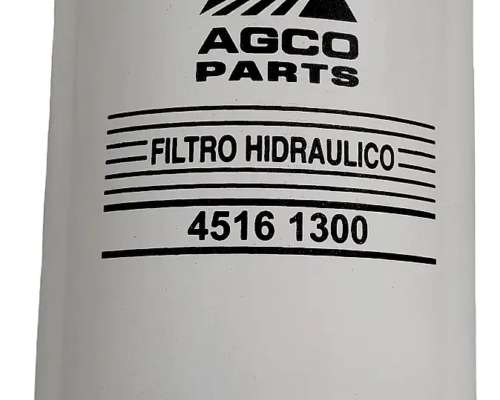 AGCO
PARTS
FILTRO HIDRAULICO
4516 1300